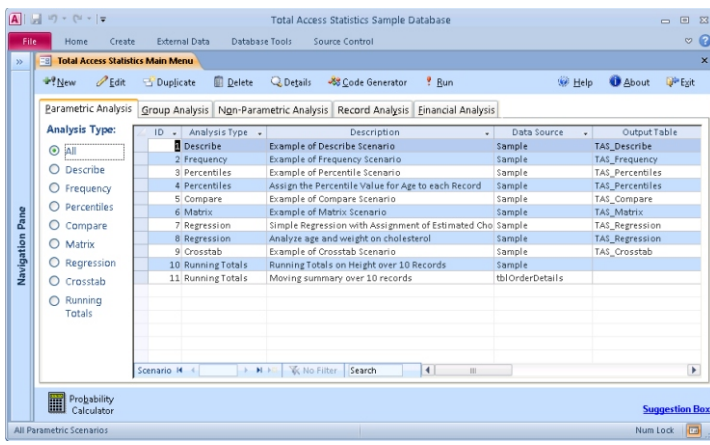 Total Access Statistics Sample Database
File Home Create External Data Database Tools Source Control
Total Access Statistics Main Menu
New Edit Duplicate Delete Details Code Generator Run Help About Exit
Parametric Analysis Group Analysis Non-Parametric Analysis Record Analysis Financial Analysis
Analysis Type:
All
Describe
Frequency
Percentiles
Compare
Matrix
Regression
Crosstab
Running
Totals
ID Analysis Type Description Data Source Output Table
1 Describe Example of Describe Scenario Sample TAS_Describe
2 Frequency Example of Frequency Scenario Sample TAS_Frequency
3 Percentiles Example of Percentile Scenario Sample TAS_Percentiles
4 Percentiles Assign the Percentile Value for Age to each Record Sample TAS_Percentiles
5 Compare Example of Compare Scenario Sample TAS_Compare
6 Matrix Example of Matrix Scenario Sample TAS_Matrix
7 Regression Simple Regression with Assignment of Estimated Cho Sample TAS_Regression
8 Regression Analyze age and weight on cholesterol Sample TAS_Regression
9 Crosstab Example of Crosstab Scenario Sample TAS_Crosstab
10 Running Totals Running Totals on Height over 10 Records Sample
11 Running Totals Moving summary over 10 records tblOrderDetails
Scenario No Filter Search
Navigation Pane
Probability
Calculator
Suggestion Box
All Parametric Scenarios Num Lock